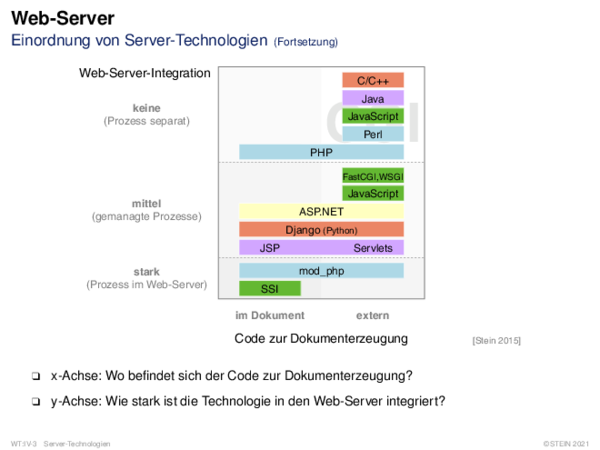 Web-Server
Einordnung von Server-Technologien (Fortsetzung)
Web-Server-Integration
C/C++
keine
(Prozess separat)
Java
JavaScript
CGI
Perl
PHP
FastCGI,WSGI
JavaScript
mittel
(gemanagte Prozesse)
ASP.NET
Django (Python)
JSP Servlets
stark
(Prozess im Web-Server)
mod_php
SSI
im Dokument extern
Code zur Dokumenterzeugung
[Stein 2015]
❑ x-Achse: Wo befindet sich der Code zur Dokumenterzeugung?
❑ y-Achse: Wie stark ist die Technologie in den Web-Server integriert?
WT:IV-3 Server-Technologien ©STEIN 2021